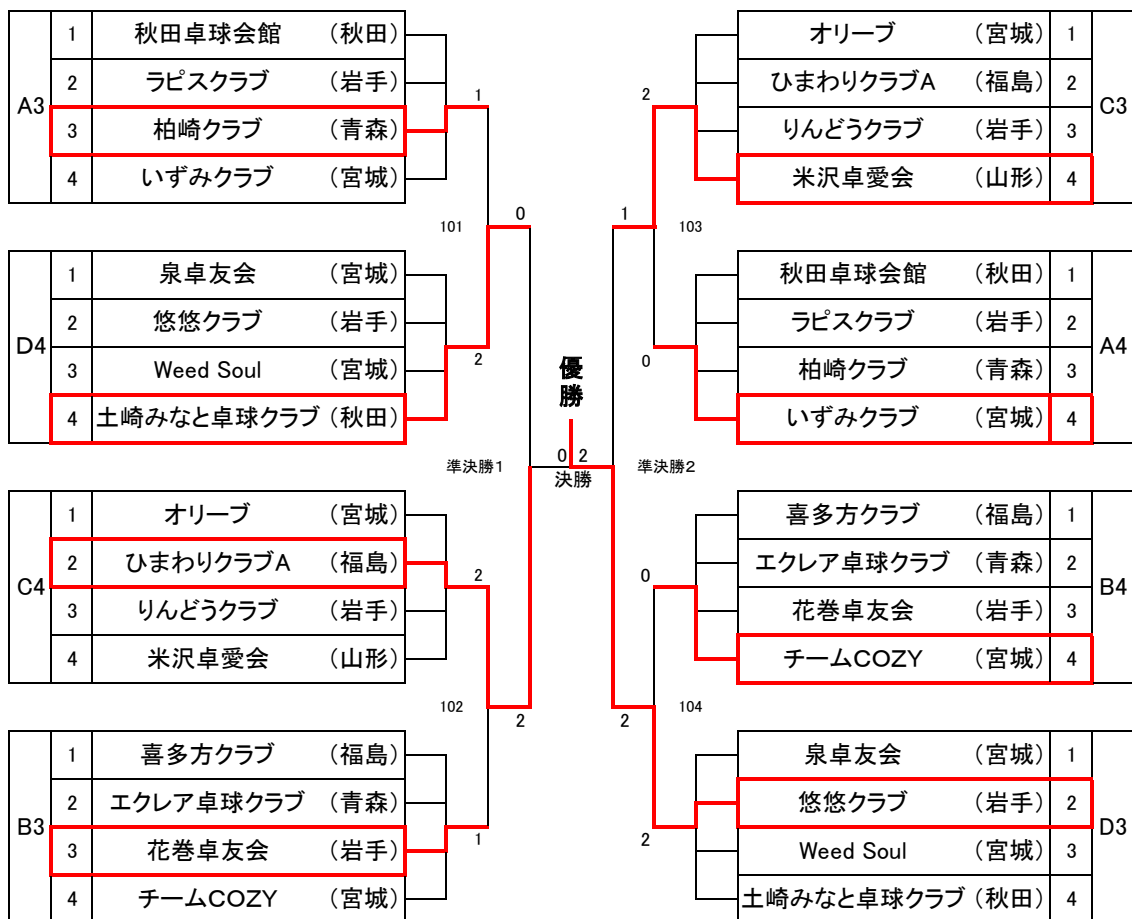 A3
1 秋田卓球会館 （秋田）
2 ラピスクラブ （岩手）
3 柏崎クラブ （青森）
4 いずみクラブ （宮城）
1
101
0
D4
1 泉卓友会 （宮城）
2 悠悠クラブ （岩手）
3 Weed Soul （宮城）
4 土崎みなと卓球クラブ （秋田）
2
準決勝1
C4
1 オリーブ （宮城）
2 ひまわりクラブA （福島）
3 りんどうクラブ （岩手）
4 米沢卓愛会 （山形）
2
102
2
B3
1 喜多方クラブ （福島）
2 エクレア卓球クラブ （青森）
3 花巻卓友会 （岩手）
4 チームCOZY （宮城）
1
優勝
0 2
決勝
オリーブ （宮城） 1
ひまわりクラブA （福島） 2
りんどうクラブ （岩手） 3
米沢卓愛会 （山形） 4
C3
2
1
103
秋田卓球会館 （秋田） 1
ラピスクラブ （岩手） 2
柏崎クラブ （青森） 3
いずみクラブ （宮城） 4
A4
0
準決勝2
喜多方クラブ （福島） 1
エクレア卓球クラブ （青森） 2
花巻卓友会 （岩手） 3
チームCOZY （宮城） 4
B4
0
2
104
泉卓友会 （宮城） 1
悠悠クラブ （岩手） 2
Weed Soul （宮城） 3
土崎みなと卓球クラブ （秋田） 4
D3
2